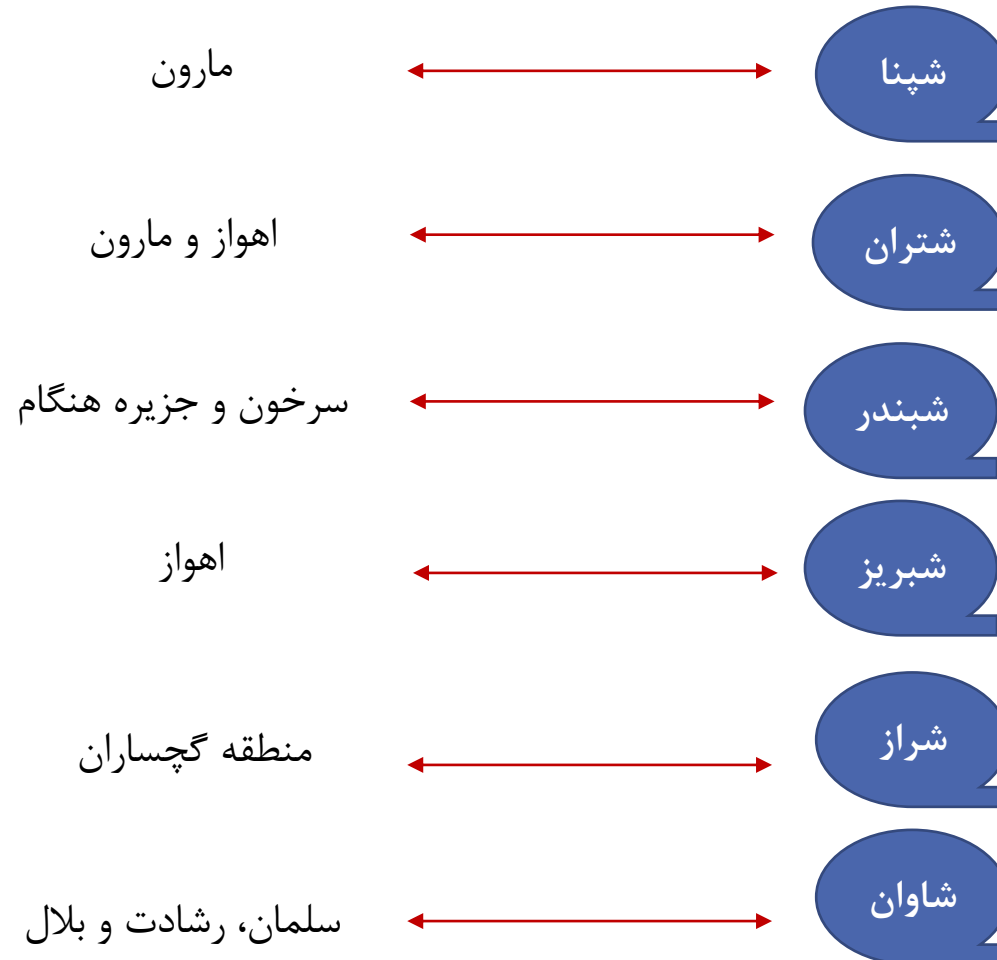 شپنا
مارون
شتران
اهواز و مارون
شبندر
سرخون و جزیره هنگام
شبریز
اهواز
شراز
منطقه گچساران
شاوان
سلمان، رشادت و بلال